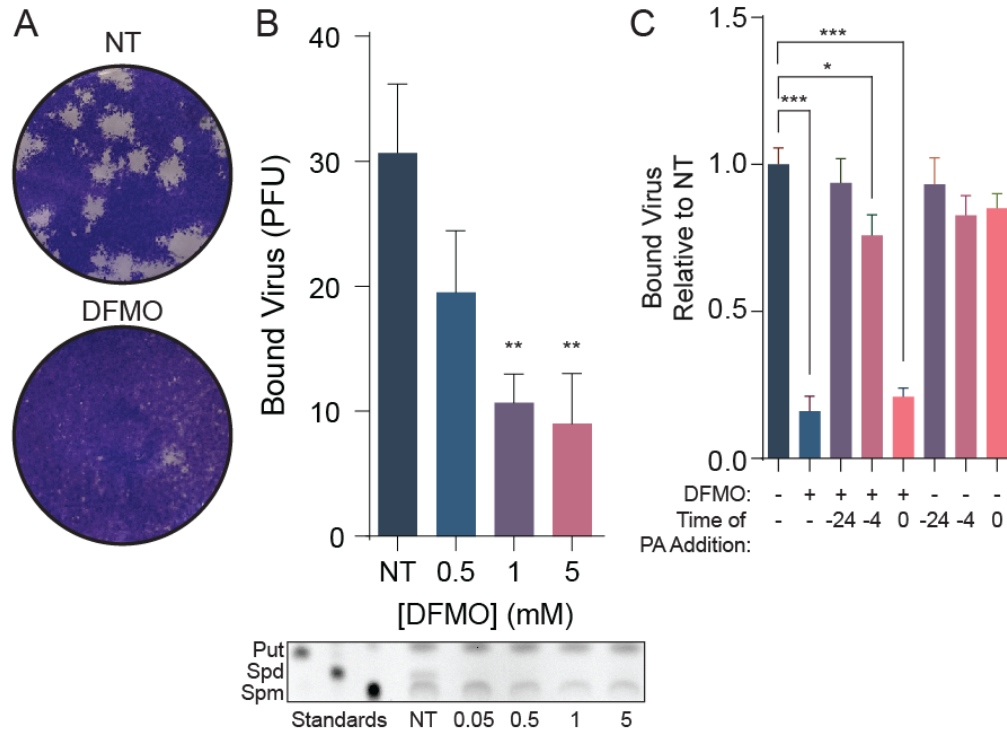 A
NT
DFMO
B
Bound Virus (PFU)
40
30
20
10
0
** **
NT 0.5 1 5
[DFMO] (mM)
Put
Spd
Spm
Standards NT 0.05 0.5 1 5
C
Bound Virus
Relative to NT
1.5
1.0
0.5
0.0
***
*
***
DFMO: - + + + + - - -
Time of - - -24 -4 0 -24 -4 0
PA Addition: